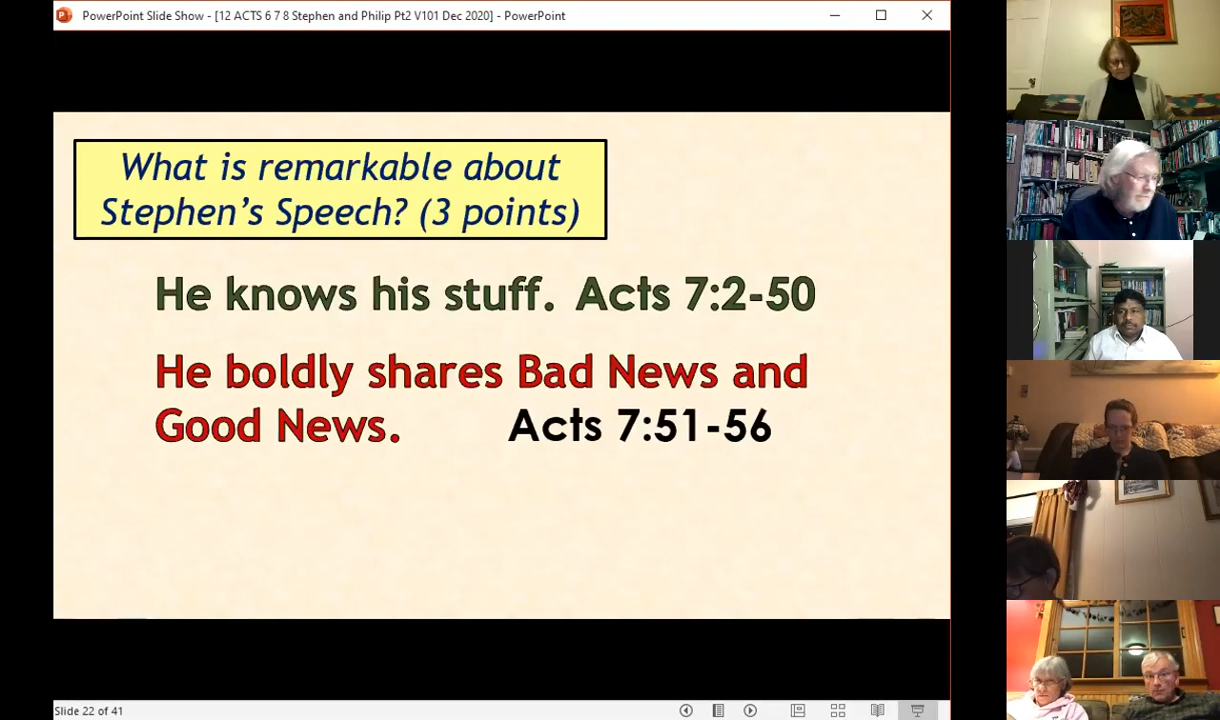 PowerPoint Slide Show - [12 ACTS 6 7 8 Stephen and Philip Pt2 V101 Dec 2020] - PowerPoint
What is remarkable about
Stephen's Speech? (3 points)
He knows his stuff. Acts 7:2-50
He boldly shares Bad News and
Good News. Acts 7:51-56
Slide 22 of 41